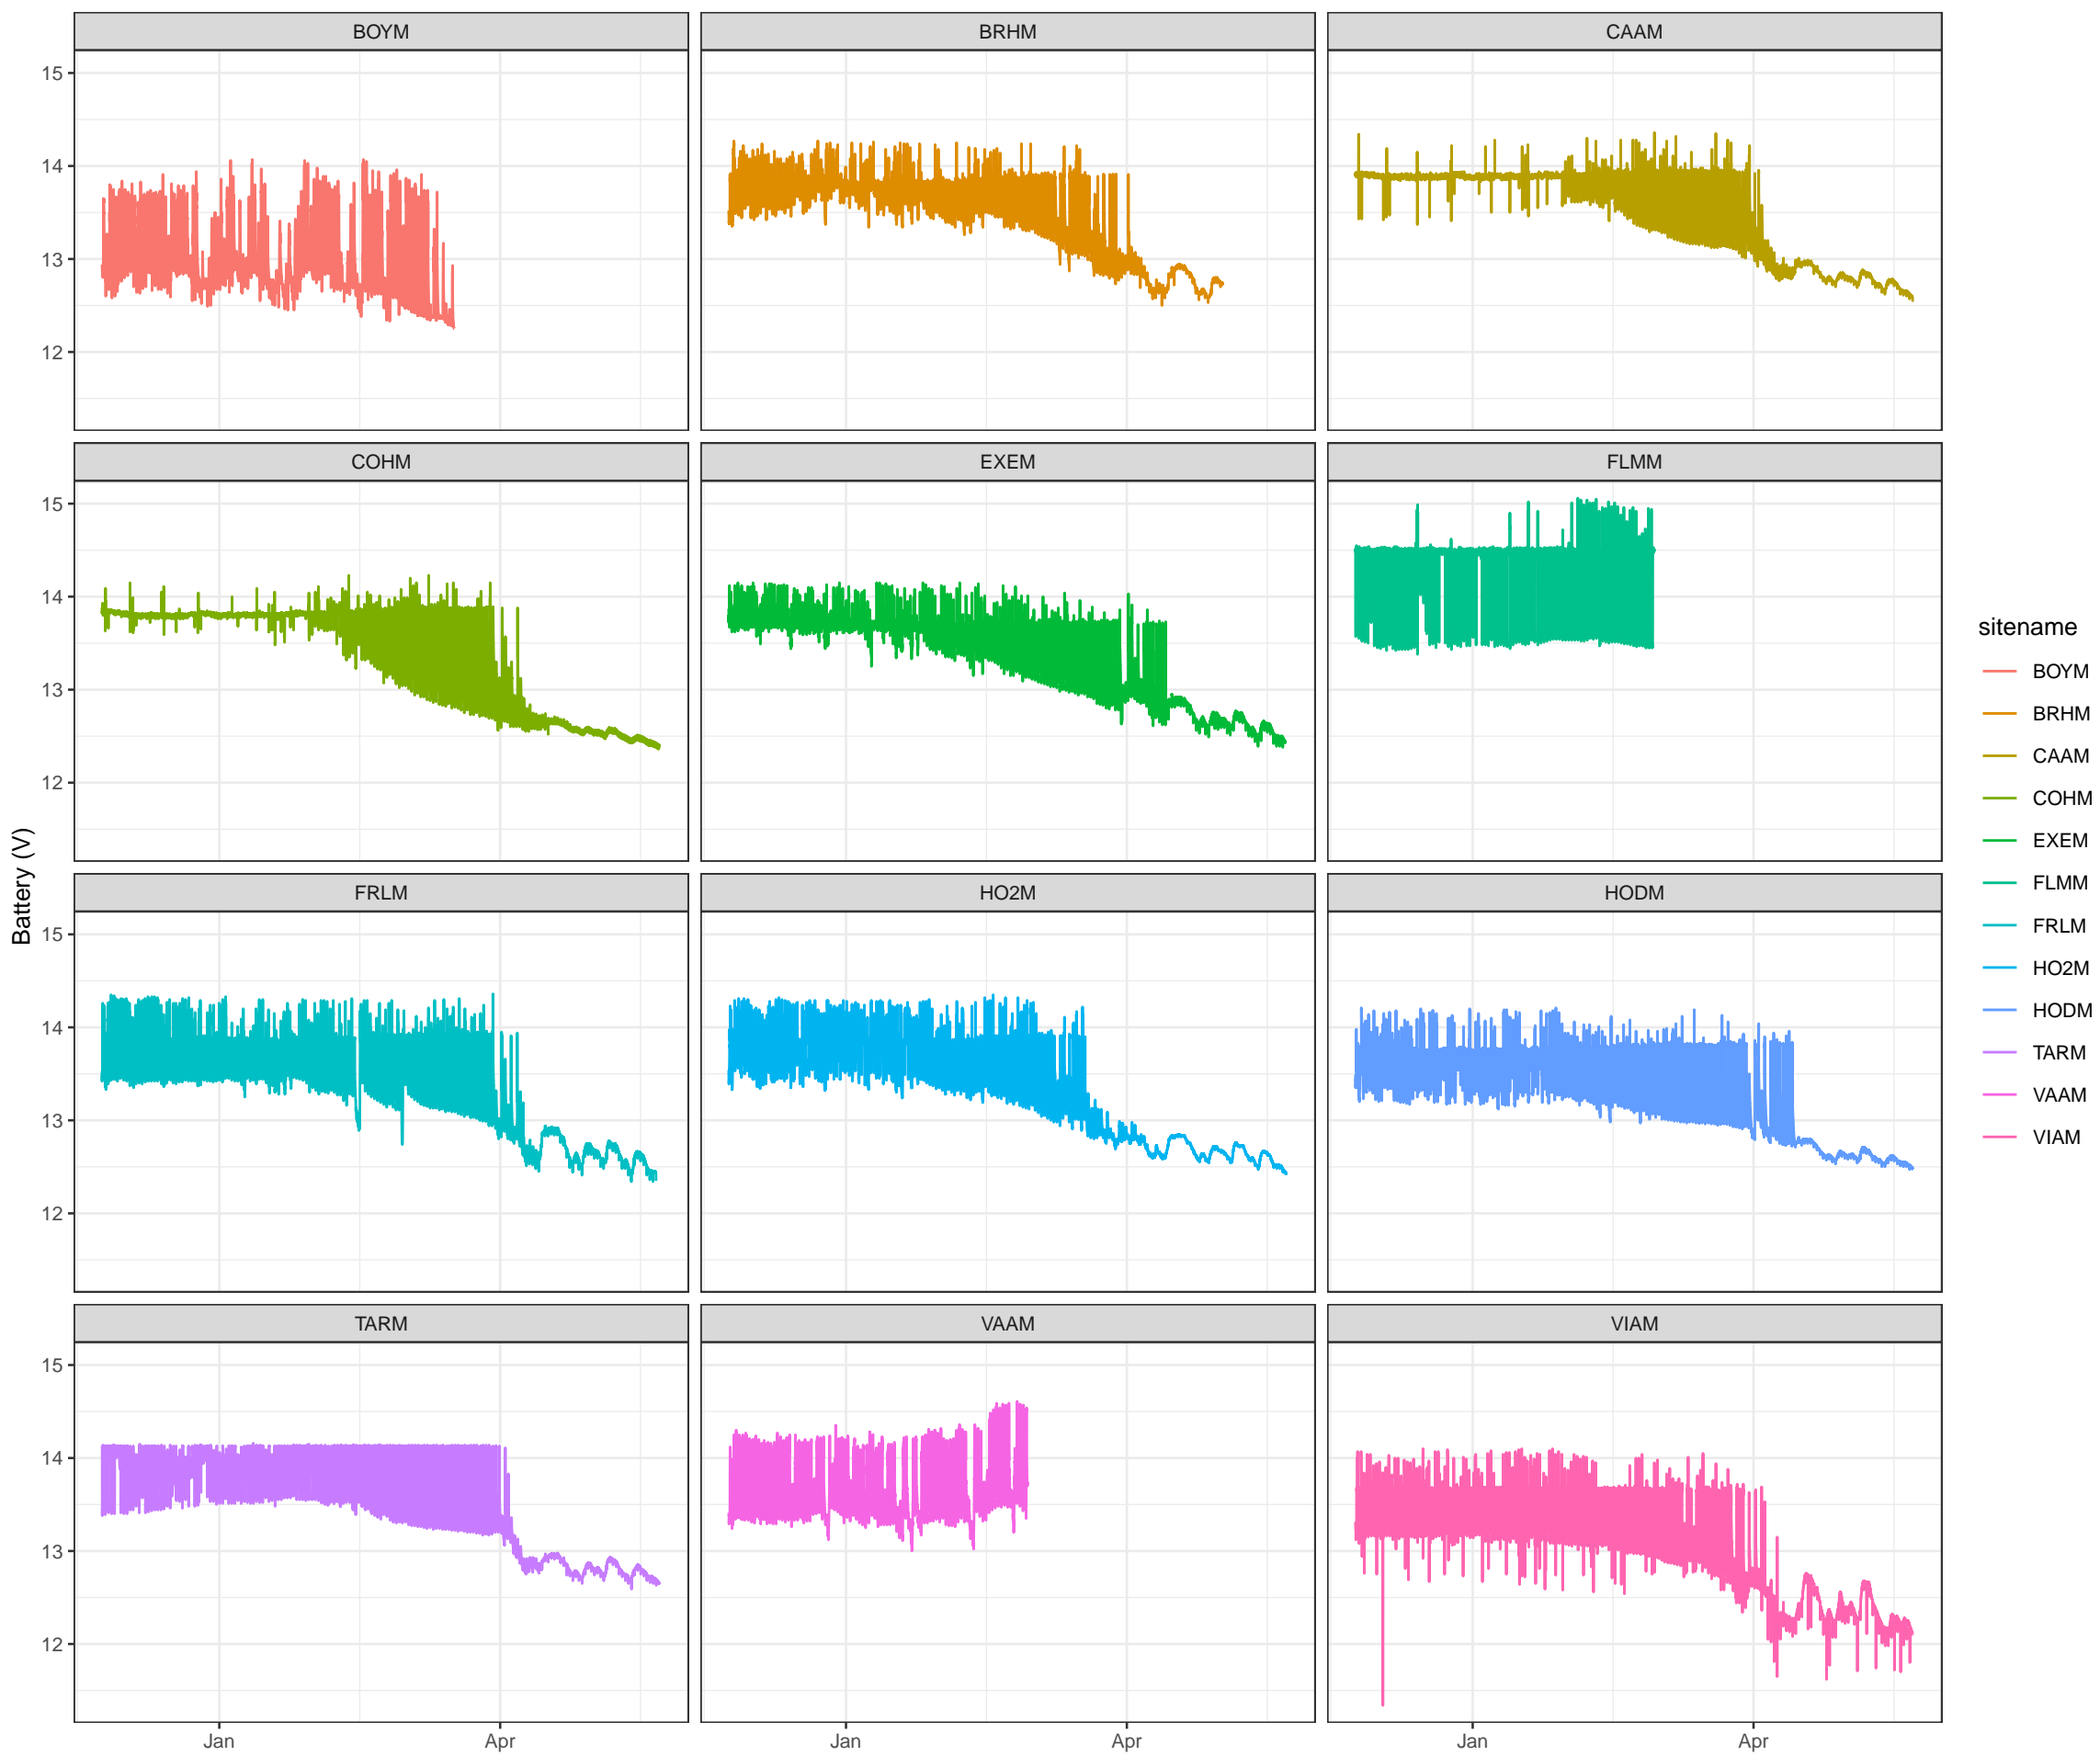 BOYM
BRHM
CAAM
15
14
13
12
COHM
EXEM
FLMM
15
14
13
12
Battery (V)
FRLM
HO2M
HODM
15
14
13
12
TARM
VAAM
VIAM
15
14
13
12
Jan
Apr
Jan
Apr
Jan
Apr
sitename
BOYM
BRHM
CAAM
COHM
EXEM
FLMM
FRLM
HO2M
HODM
TARM
VAAM
VIAM